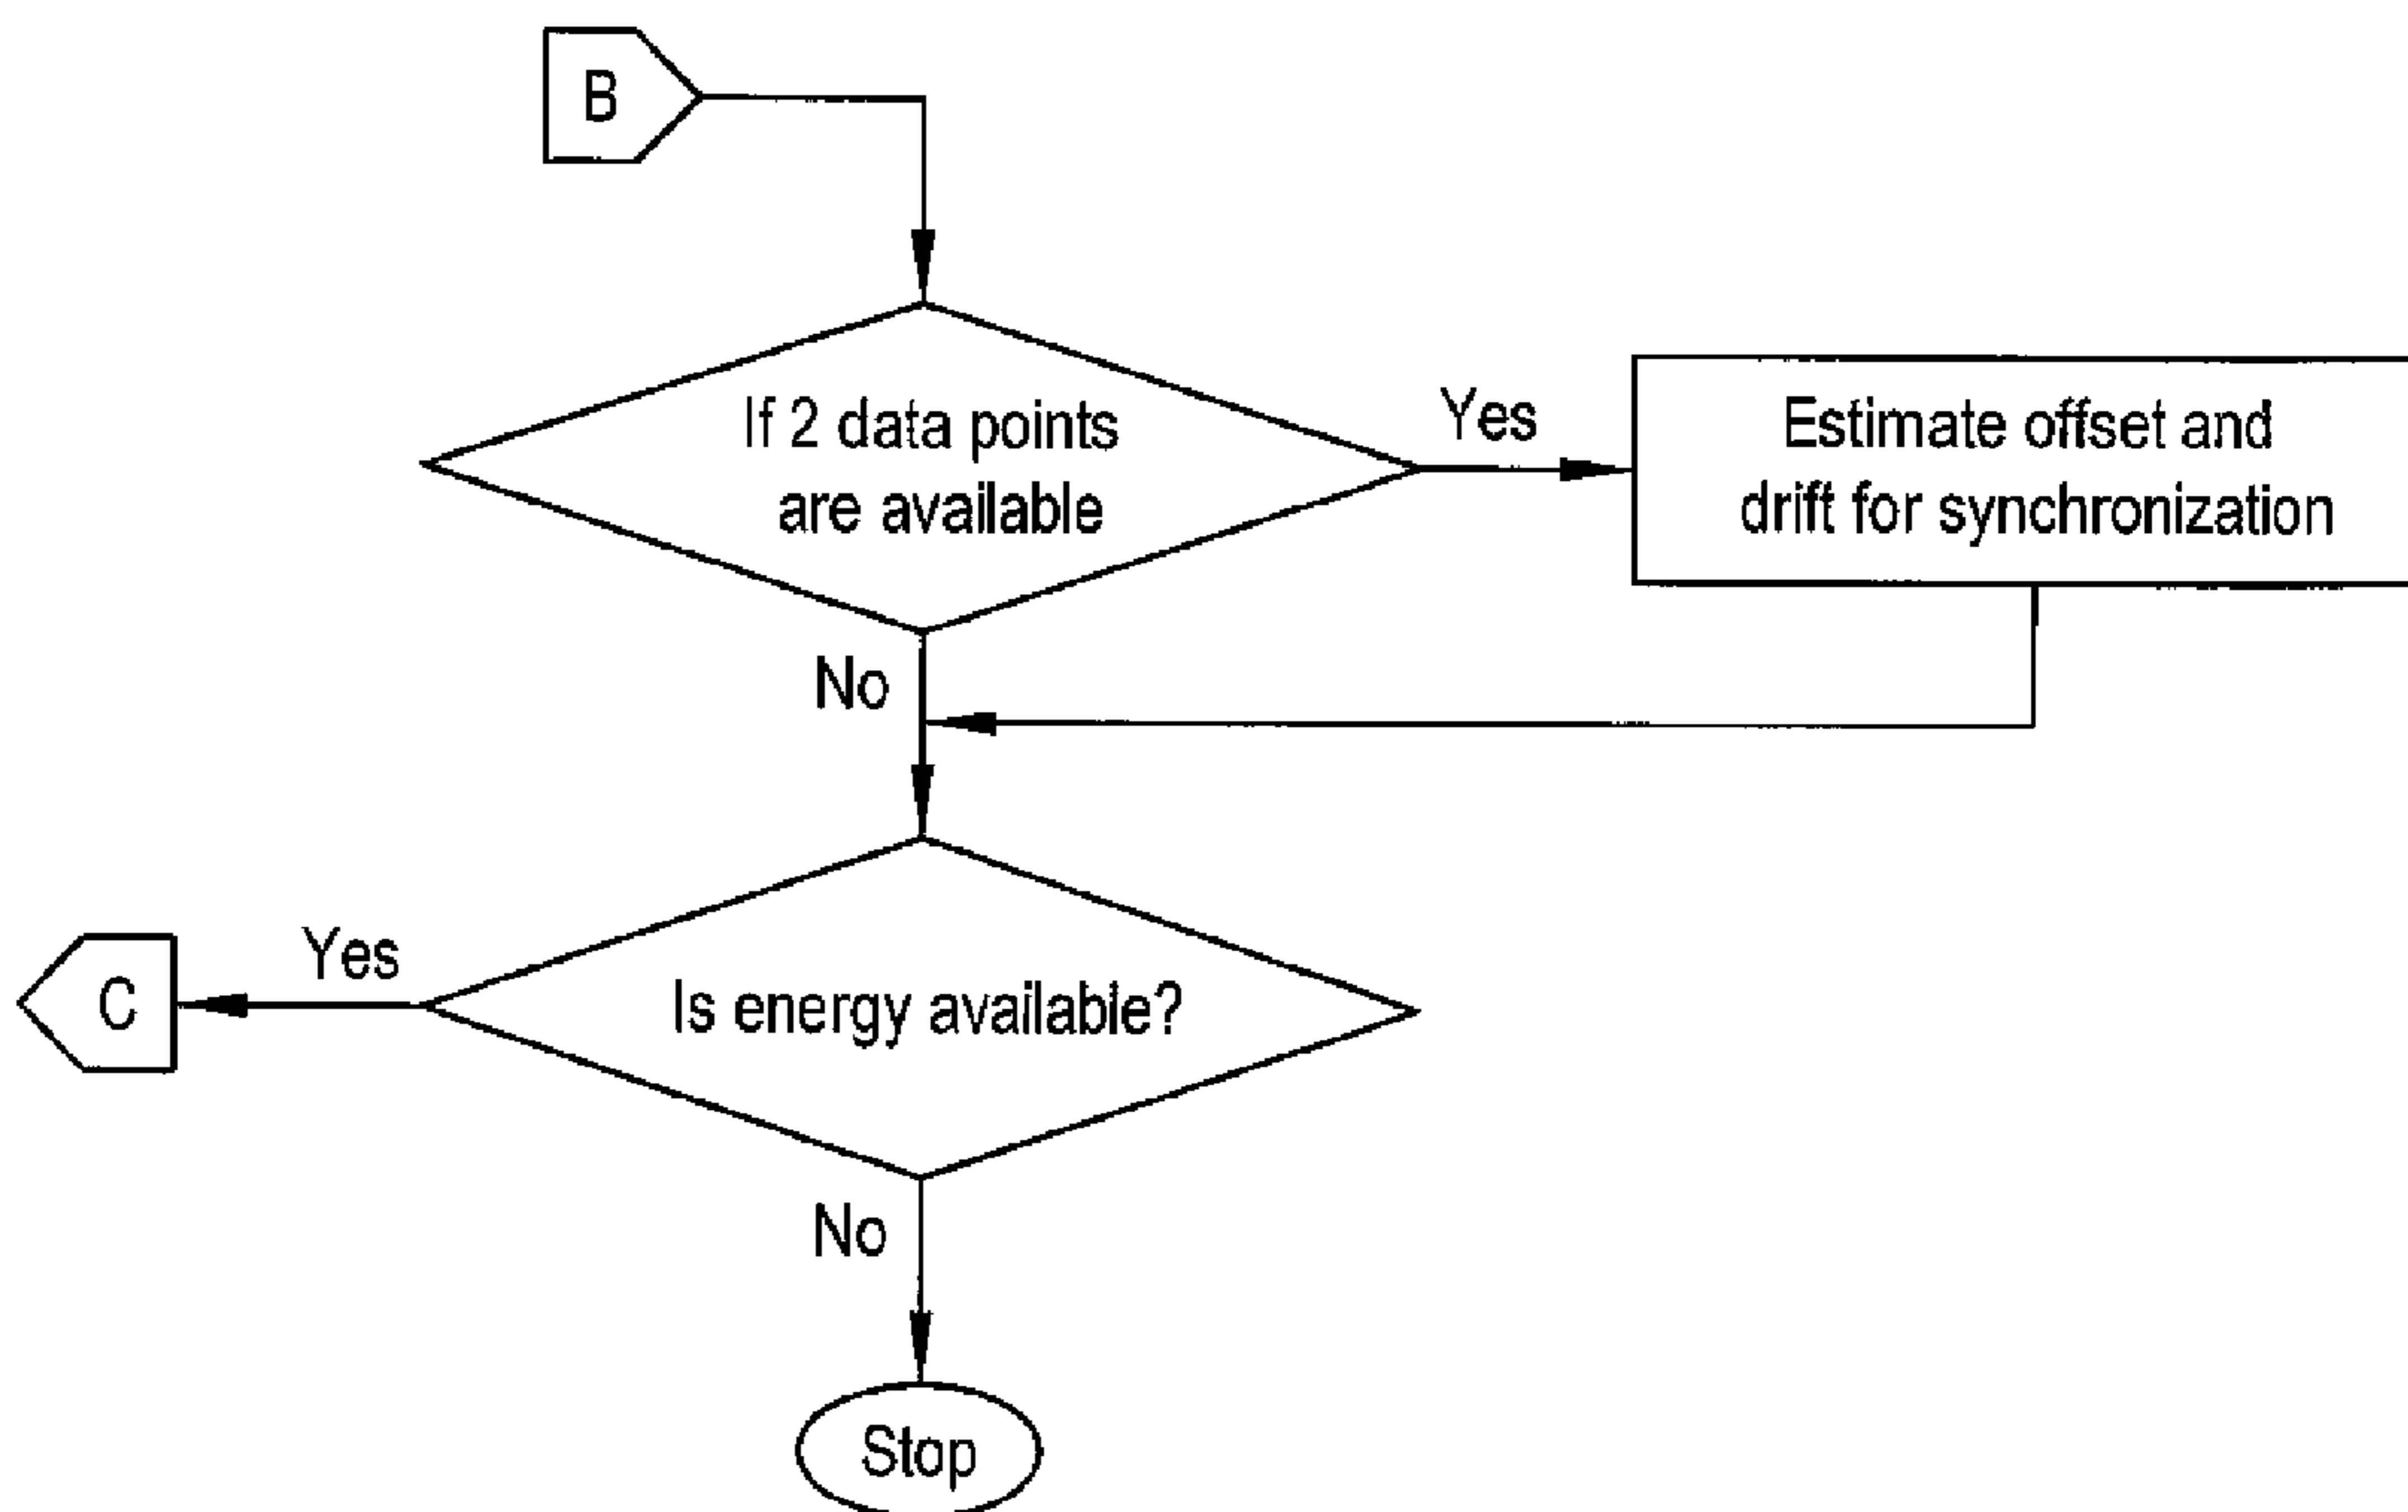 B
If 2 data points
are available
Yes
Estimate offset and
drift for synchronization
No
Yes
C
Is energy available?
No
Stop